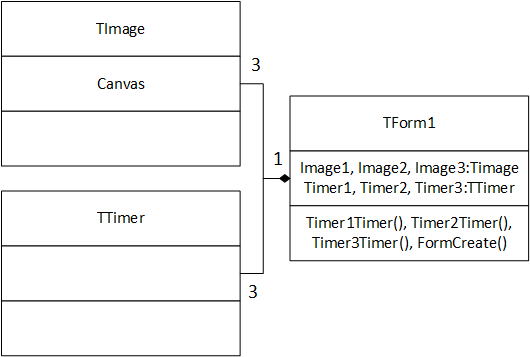 TImage
Canvas
3
TForm1
1
Image1, Image2, Image3:Timage
Timer1, Timer2, Timer3:TTimer
TTimer
Timer1Timer(), Timer2Timer(),
Timer3Timer(), FormCreate()
3